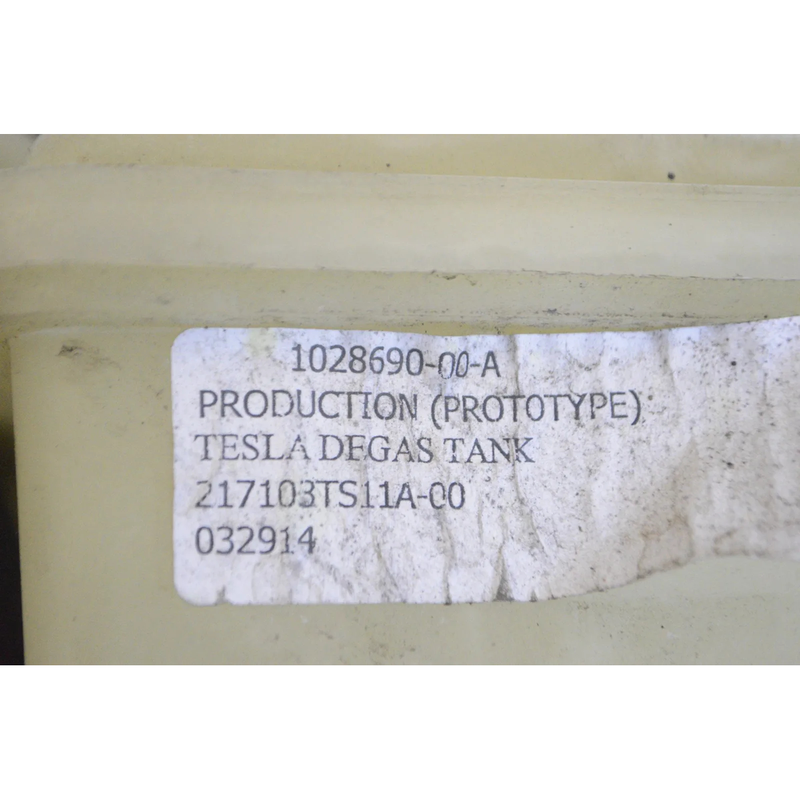 1028690-00-A
PRODUCTION (PROTOTYPE)
TESLA DEGAS TANK
217103TS11A-00
032914